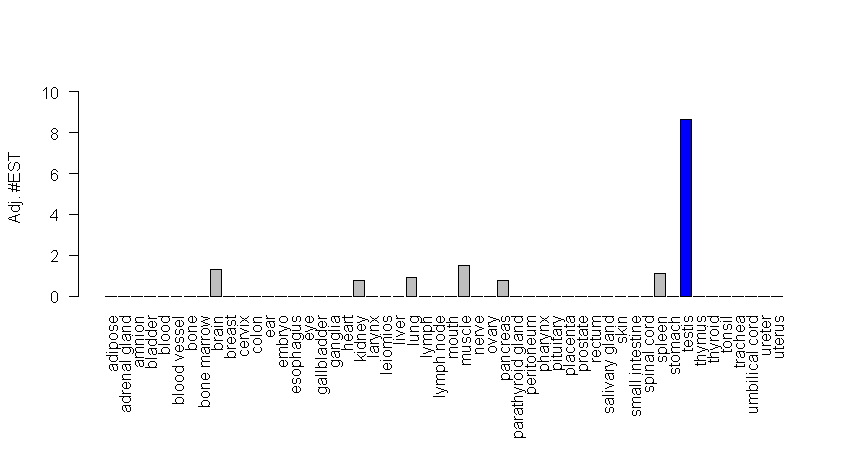 Adj. #EST
10
8
6
4
2
0
adipose
adrenal gland
amnion
bladder
blood
blood vessel
bone
bone marrow
brain
breast
cervix
colon
ear
embryo
esophagus
eye
gallbladder
ganglia
heart
kidney
larynx
leiomios
liver
lung
lymph
lymph node
mouth
muscle
nerve
ovary
pancreas
parathyroid gland
peritoneum
pharynx
pituitary
placenta
prostate
rectum
salivary gland
skin
small intestine
spinal cord
spleen
stomach
testis
thymus
thyroid
tonsil
trachea
umbilical cord
ureter
uterus